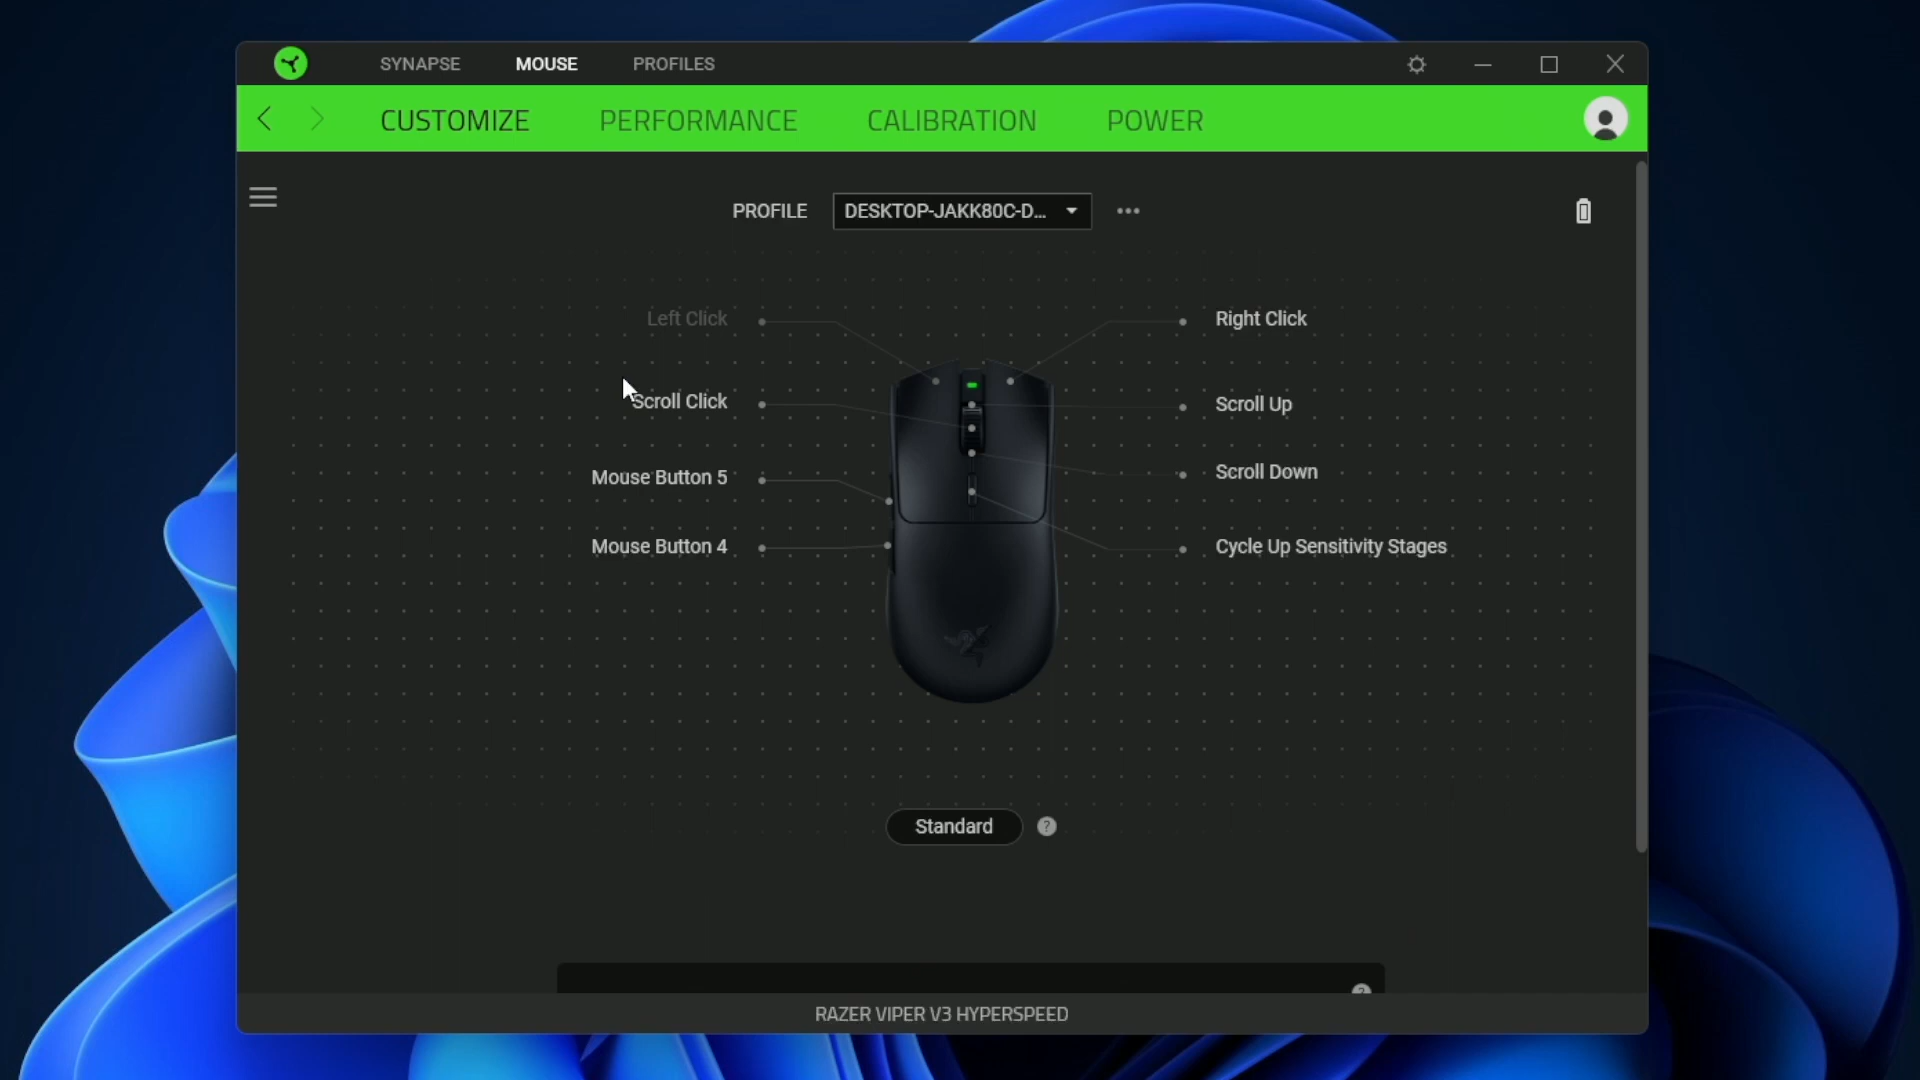 SYNAPSE MOUSE PROFILES
CUSTOMIZE PERFORMANCE CALIBRATION POWER
PROFILE DESKTOP-JAKK80C-D...
Left Click
Right Click
Scroll Click
Scroll Up
Mouse Button 5
Scroll Down
Mouse Button 4
Cycle Up Sensitivity Stages
Standard ?
?
RAZER VIPER V3 HYPERSPEED